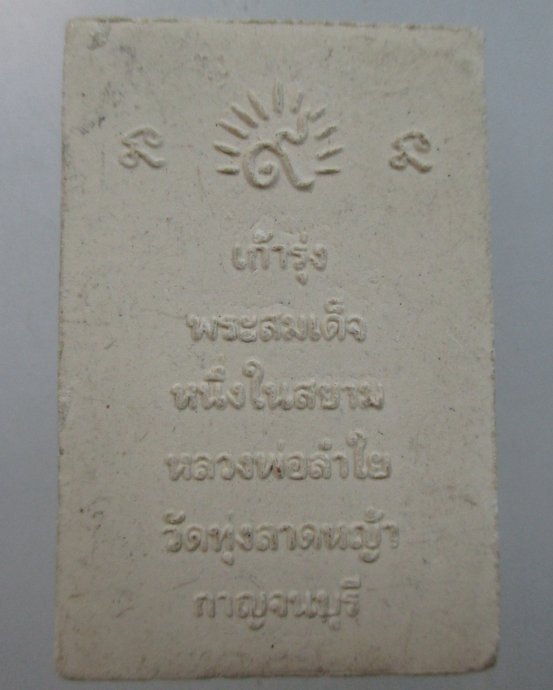 ๙ ๙ ๙
เก้ารุ่ง
พระสมเด็จ
หนึ่งในสยาม
หลวงพ่อลำใย
วัดทุ่งลาดหญ้า
กาญจนบุรี